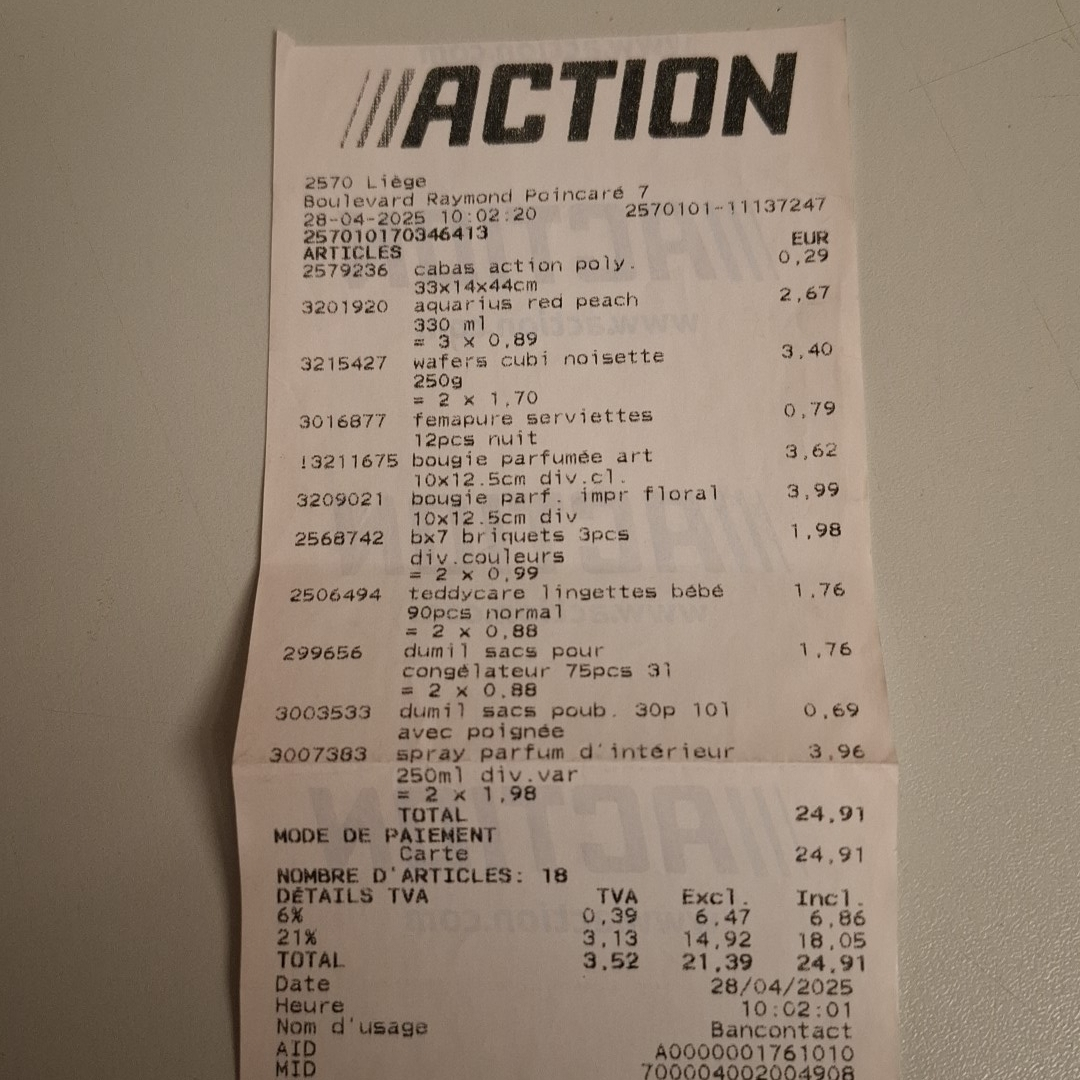 ///ACTION
2570 Liège
Boulevard Raymond Poincaré 7
28-04-2025 10:02:20 2570101-11137247
257010170346413
ARTICLES EUR
2579236 cabas action poly. 0,29
33x14x44cm
3201920 aquarius red peach 2,67
330 ml
= 3 x 0,89
3215427 wafers cubi noisette 3,40
250g
= 2 x 1,70
3016877 femapure serviettes 0,79
12pcs nuit
!3211675 bougie parfumée art 3,62
10x12.5cm div.cl.
3209021 bougie parf. impr floral 3,99
10x12.5cm div
2568742 bx7 briquets 3pcs 1,98
div.couleurs
= 2 x 0,99
2506494 teddycare lingettes bébé 1,76
90pcs normal
= 2 x 0,88
299656 dumil sacs pour 1,76
congélateur 75pcs 3l
= 2 x 0,88
3003533 dumil sacs poub. 30p 10l 0,69
avec poignée
3007383 spray parfum d'intérieur 3,96
250ml div.var
= 2 x 1,98
TOTAL 24,91
MODE DE PAIEMENT
Carte 24,91
NOMBRE D'ARTICLES: 18
DÉTAILS TVA TVA Excl. Incl.
6% 0,39 6,47 6,86
21% 3,13 14,92 18,05
TOTAL 3,52 21,39 24,91
Date 28/04/2025
Heure 10:02:01
Nom d'usage Bancontact
AID A0000001761010
MID 700004002004908